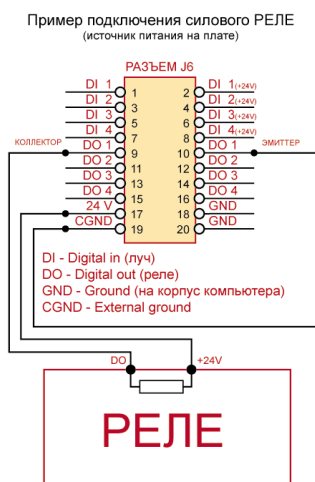 Пример подключения силового РЕЛЕ
(источник питания на плате)
РАЗЪЕМ J6
DI 1 1 2 DI 1(+24V)
DI 2 3 4 DI 2(+24V)
DI 3 5 6 DI 3(+24V)
DI 4 7 8 DI 4(+24V)
КОЛЛЕКТОР DO 1 9 10 DO 1 ЭМИТТЕР
DO 2 11 12 DO 2
DO 3 13 14 DO 3
DO 4 15 16 DO 4
24 V 17 18 GND
CGND 19 20 GND
DI - Digital in (луч)
DO - Digital out (реле)
GND - Ground (на корпус компьютера)
CGND - External ground
DO +24V
РЕЛЕ